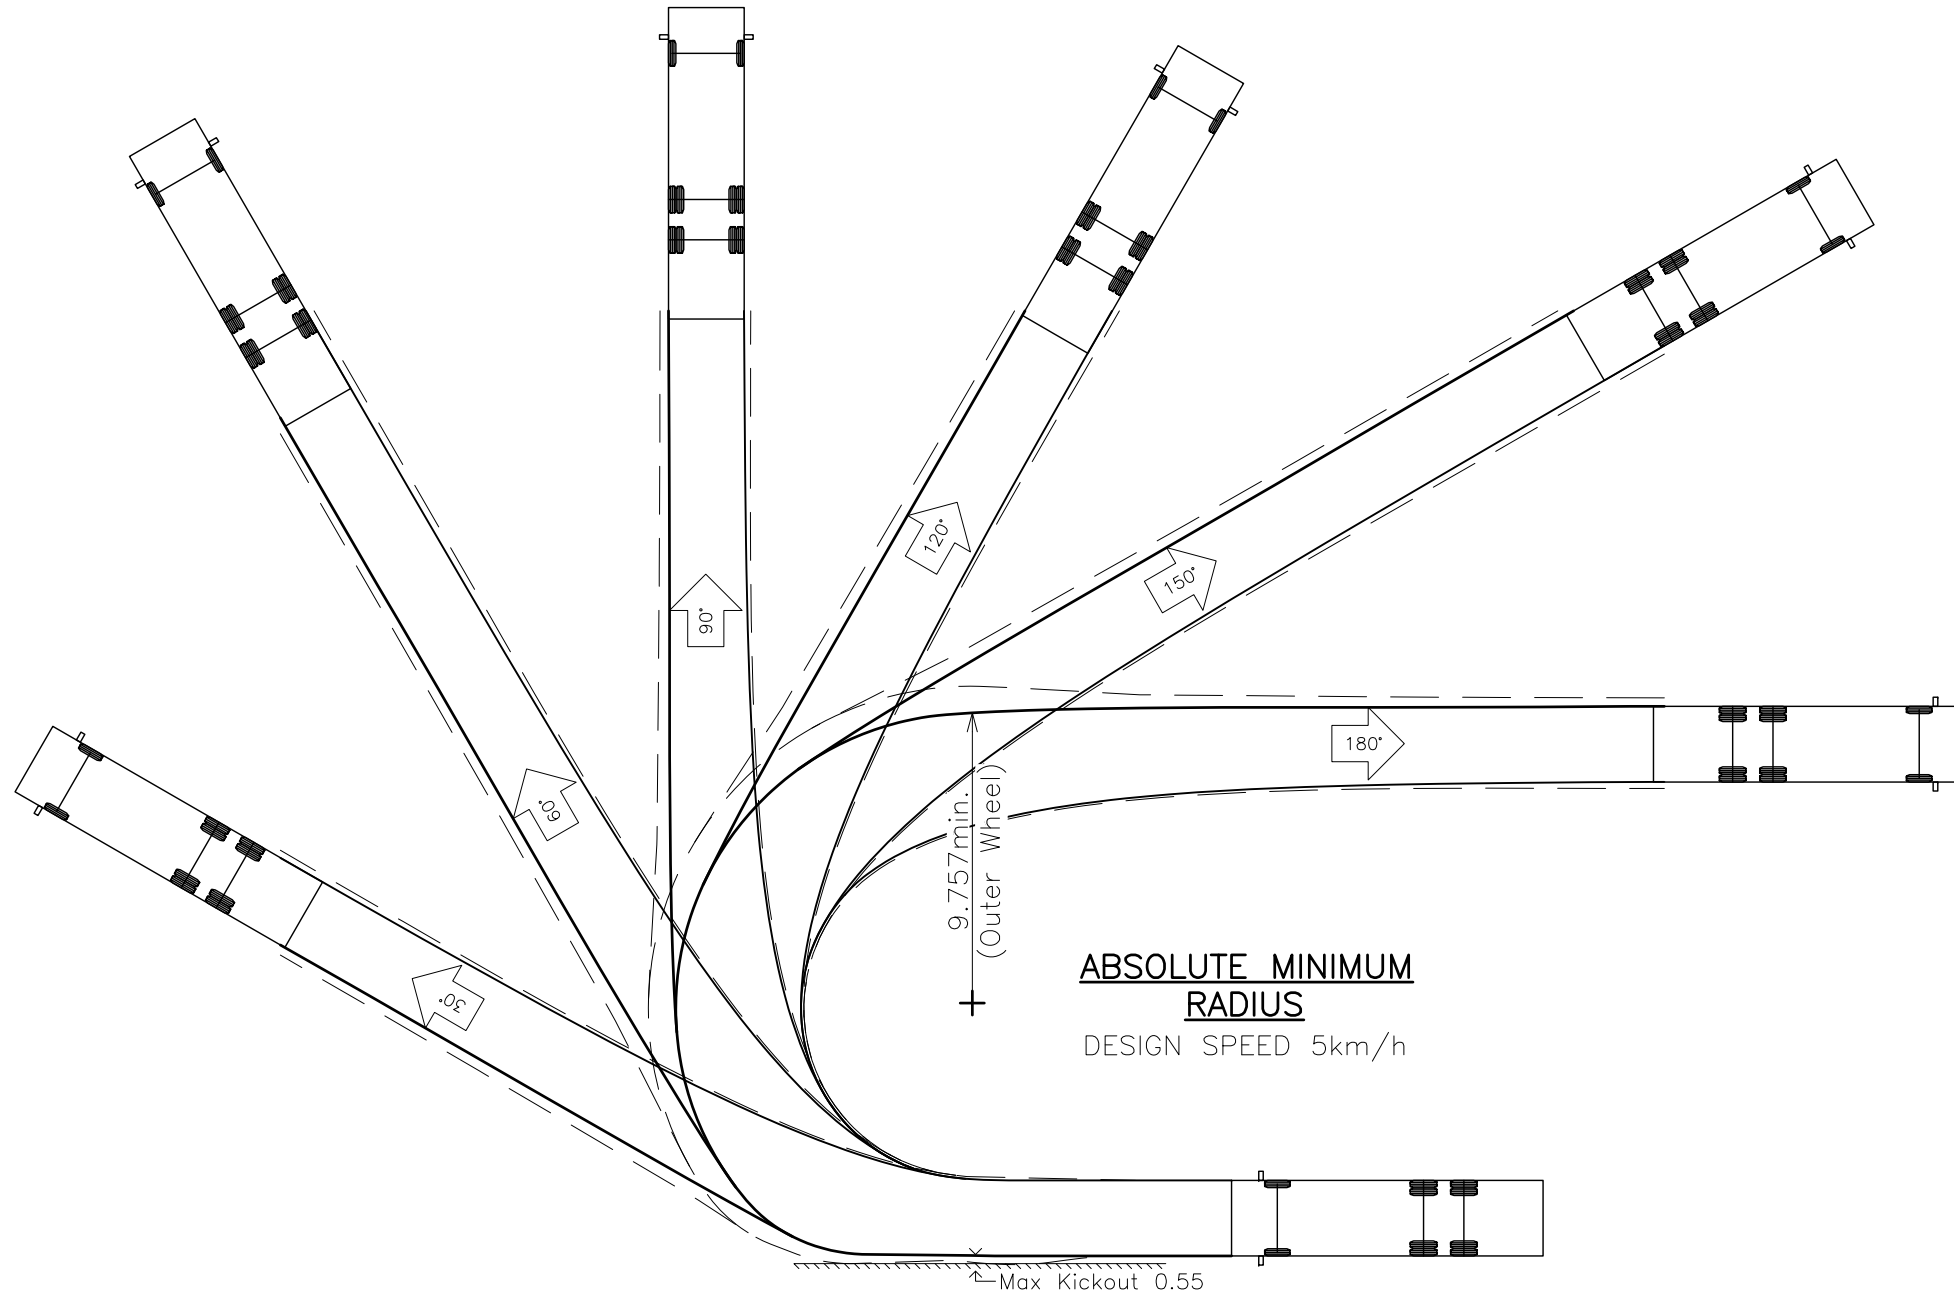 120°
150°
90°
180°
60°
9.757min.
(Outer Wheel)
ABSOLUTE MINIMUM
RADIUS
30°
DESIGN SPEED 5km/h
Max Kickout 0.55